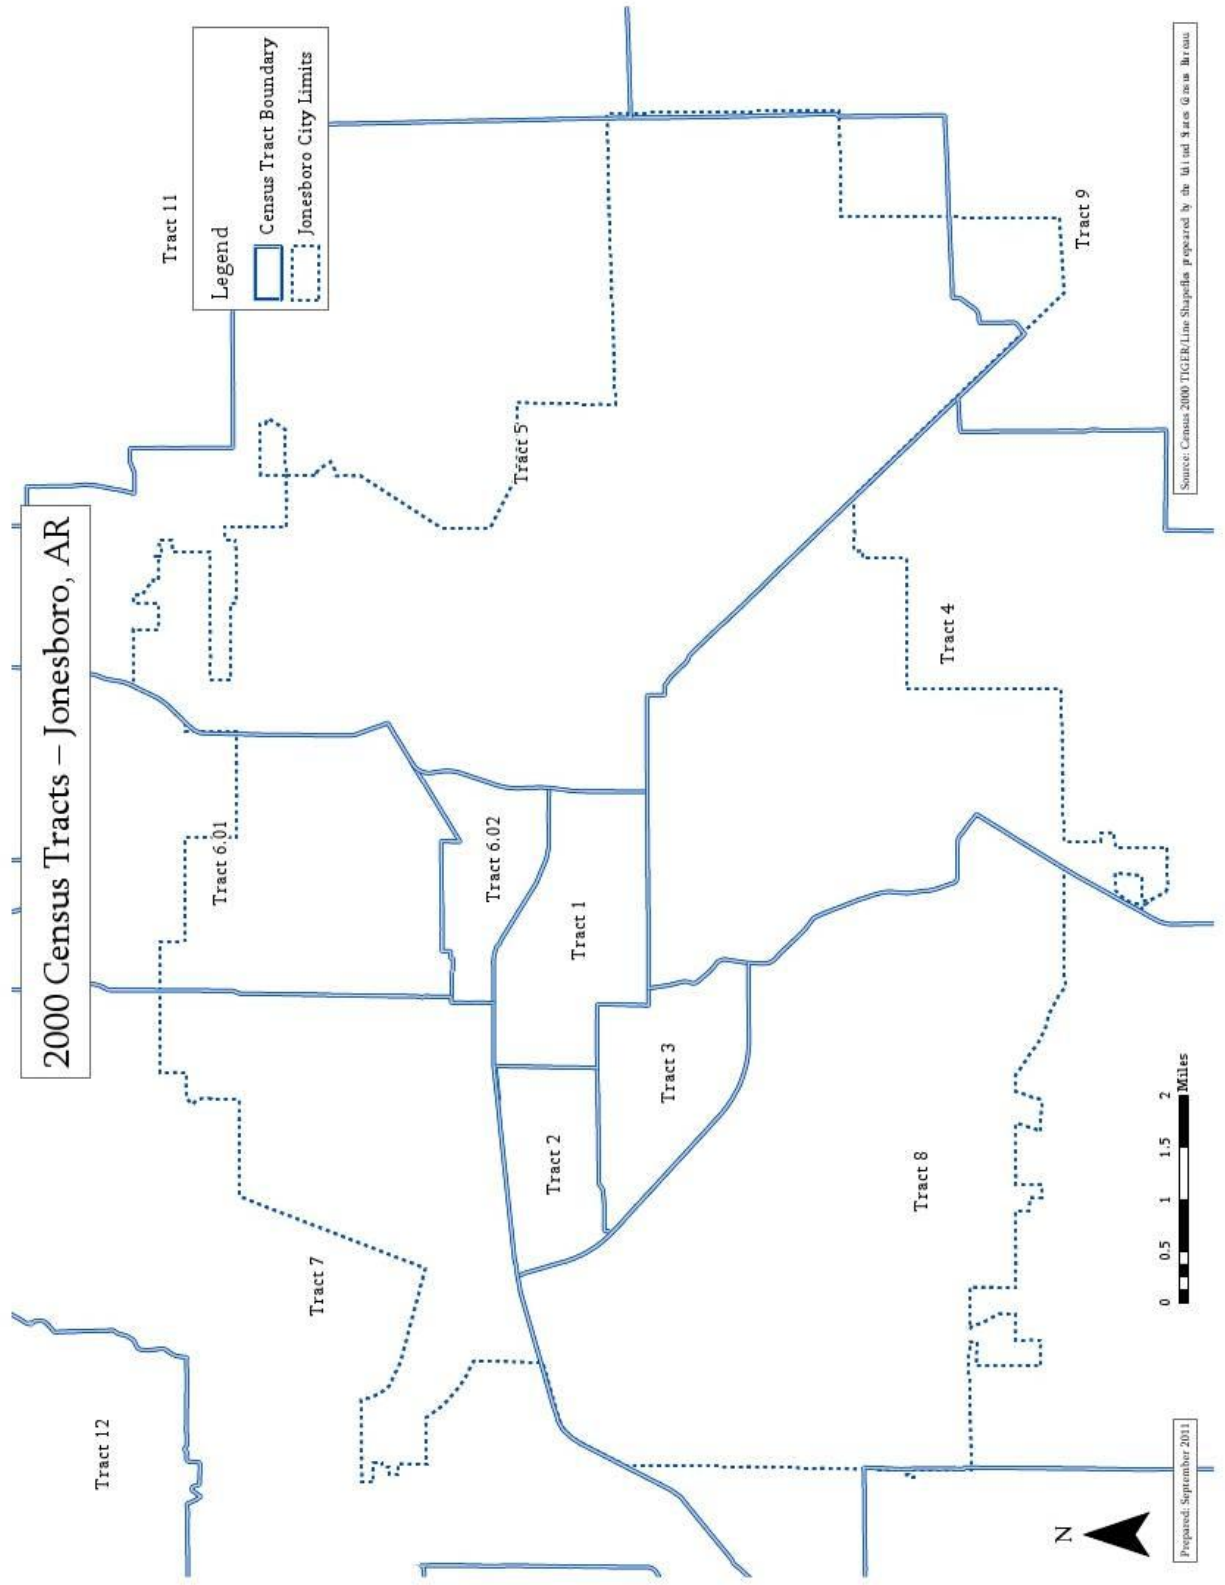 2000 Census Tracts – Jonesboro, AR
Tract 11
Legend
Census Tract Boundary
Jonesboro City Limits
Tract 12
Tract 7
Tract 6.01
Tract 5
Tract 6.02
Tract 1
Tract 2
Tract 3
Tract 8
Tract 4
Tract 9
0 0.5 1 1.5 2
Miles
N
Prepared: September 2011
Source: Census 2000 TIGER/Line Shapefiles prepeared by the United States Census Bureau